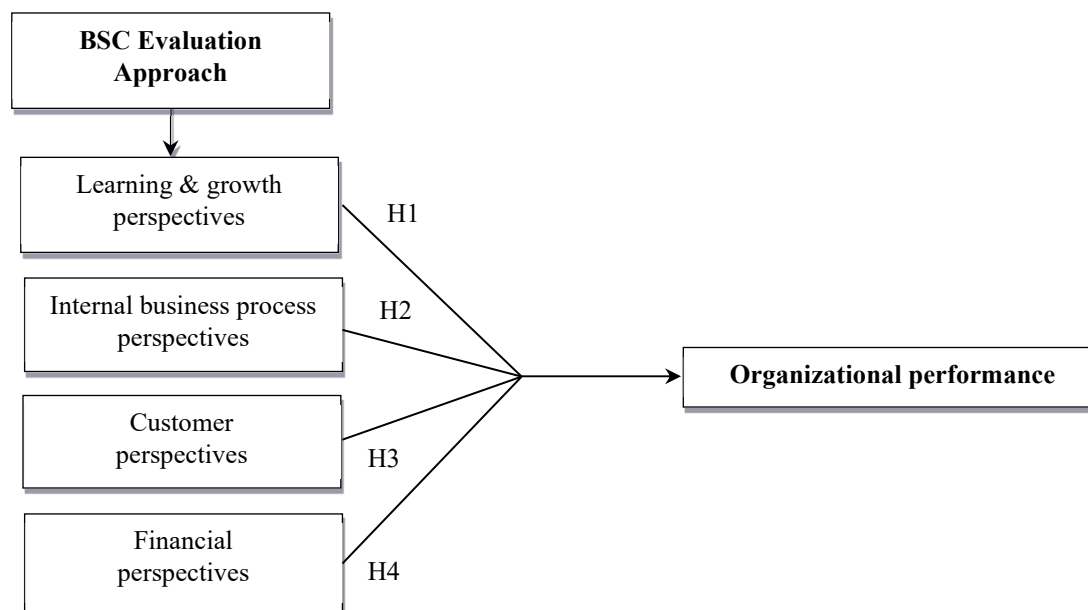 BSC Evaluation
Approach
Learning & growth
perspectives
H1
Internal business process
perspectives
H2
Organizational performance
Customer
perspectives
H3
Financial
perspectives
H4